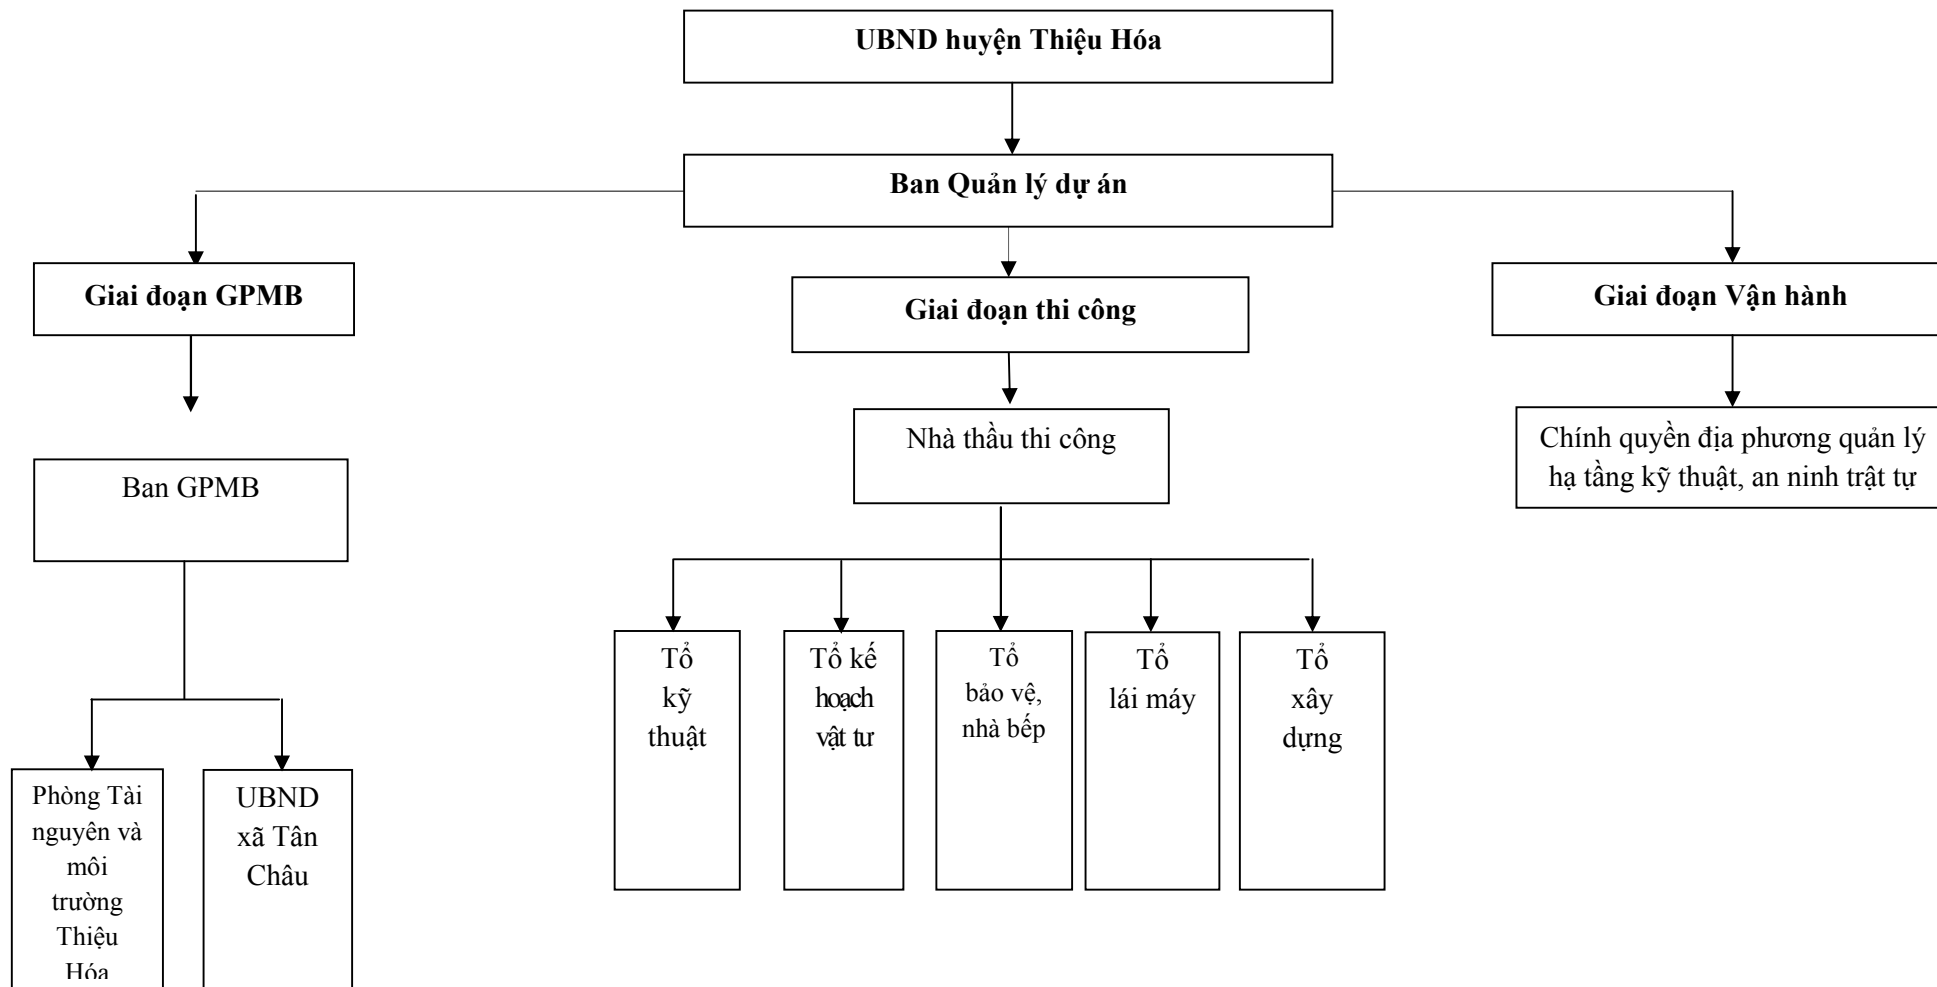 UBND huyện Thiệu Hóa
Ban Quản lý dự án
Giai đoạn GPMB
Giai đoạn thi công
Giai đoạn Vận hành
Ban GPMB
Nhà thầu thi công
Chính quyền địa phương quản lý
hạ tầng kỹ thuật, an ninh trật tự
Tổ
kỹ
thuật
Tổ kế
hoạch
vật tư
Tổ
bảo vệ,
nhà bếp
Tổ
lái máy
Tổ
xây
dựng
Phòng Tài
nguyên và
môi
trường
Thiệu
Hóa
UBND
xã Tân
Châu